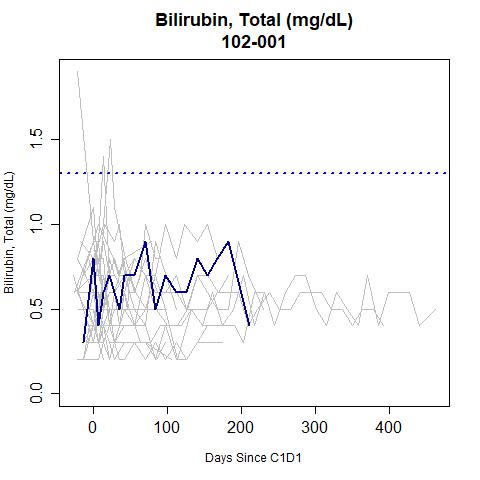 Bilirubin, Total (mg/dL)
102-001
Bilirubin, Total (mg/dL)
1.5
1.0
0.5
0.0
0 100 200 300 400
Days Since C1D1